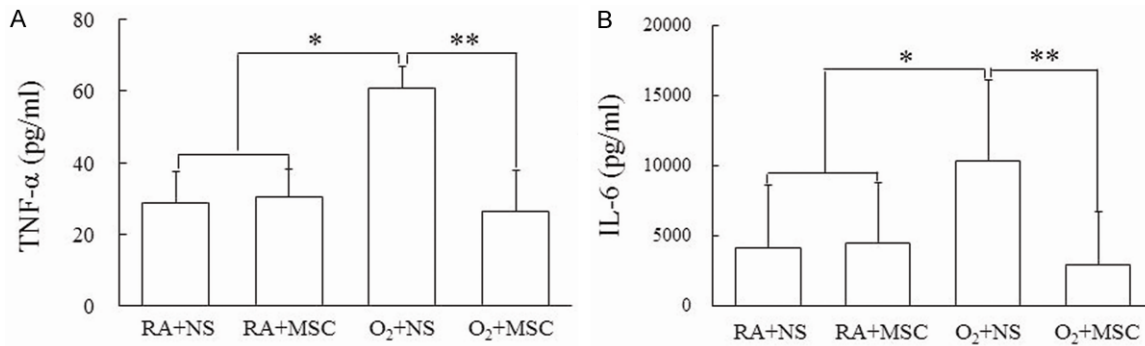 A
TNF-α (pg/ml)
80
60
40
20
0
*
**
RA+NS
RA+MSC
O₂+NS
O₂+MSC
B
IL-6 (pg/ml)
20000
15000
10000
5000
0
*
**
RA+NS
RA+MSC
O₂+NS
O₂+MSC